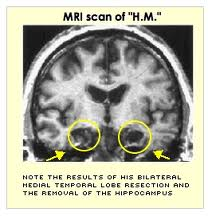 MRI scan of "H.M."
NOTE THE RESULTS OF HIS BILATERAL
MEDIAL TEMPORAL LOBE RESECTION AND
THE REMOVAL OF THE HIPPOCAMPUS